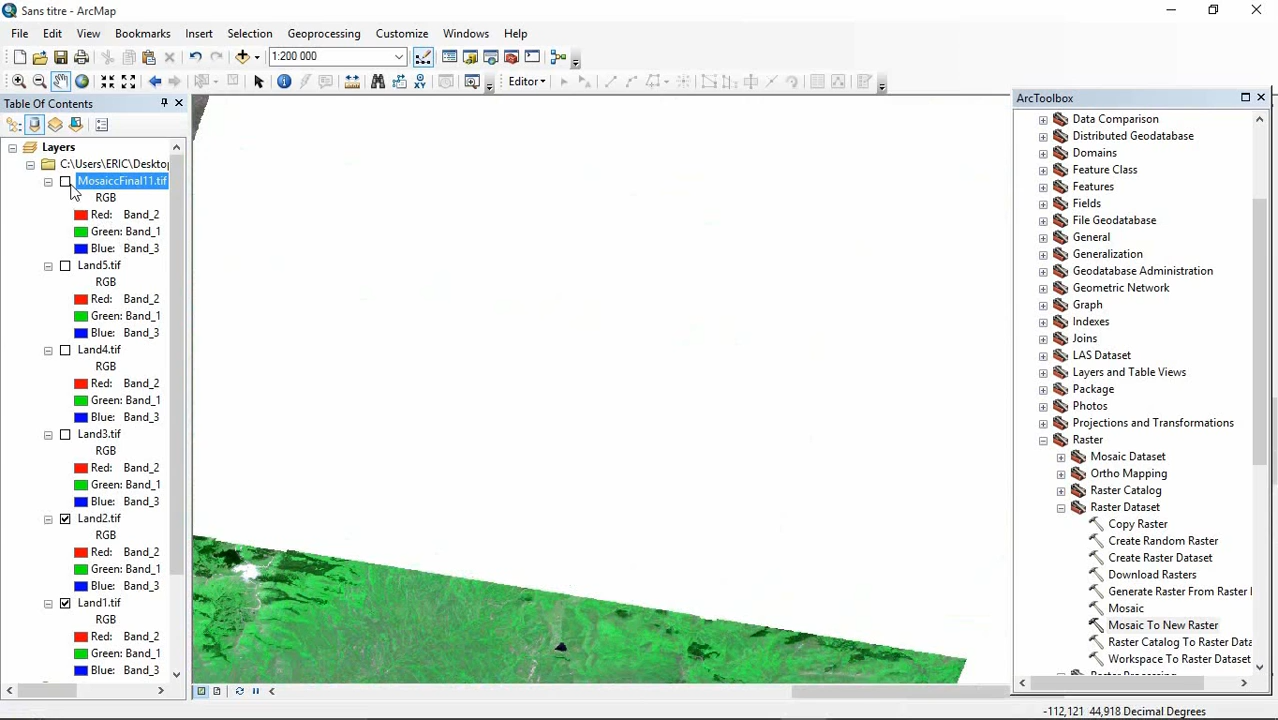 Sans titre - ArcMap
File Edit View Bookmarks Insert Selection Geoprocessing Customize Windows Help
1:200 000
Editor
Table Of Contents
ArcToolbox
Layers
C:\Users\ERIC\Deskto
MosaiccFinal11.tif
RGB
Red: Band_2
Green: Band_1
Blue: Band_3
Land5.tif
RGB
Red: Band_2
Green: Band_1
Blue: Band_3
Land4.tif
RGB
Red: Band_2
Green: Band_1
Blue: Band_3
Land3.tif
RGB
Red: Band_2
Green: Band_1
Blue: Band_3
Land2.tif
RGB
Red: Band_2
Green: Band_1
Blue: Band_3
Land1.tif
RGB
Red: Band_2
Green: Band_1
Blue: Band_3
Data Comparison
Distributed Geodatabase
Domains
Feature Class
Features
Fields
File Geodatabase
General
Generalization
Geodatabase Administration
Geometric Network
Graph
Indexes
Joins
LAS Dataset
Layers and Table Views
Package
Photos
Projections and Transformations
Raster
Mosaic Dataset
Ortho Mapping
Raster Catalog
Raster Dataset
Copy Raster
Create Random Raster
Create Raster Dataset
Download Rasters
Generate Raster From Raster
Mosaic
Mosaic To New Raster
Raster Catalog To Raster Data
Workspace To Raster Dataset
-112,121 44,918 Decimal Degrees